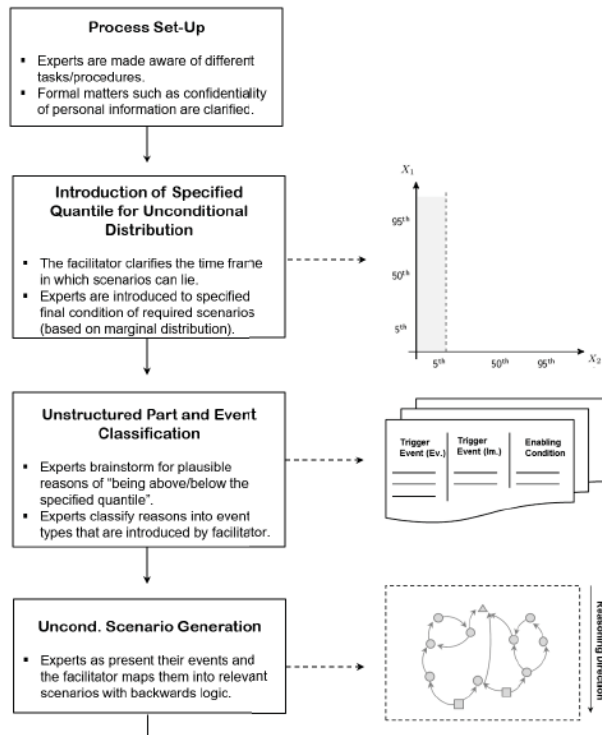 Process Set-Up
▪ Experts are made aware of different
tasks/procedures.
▪ Formal matters such as confidentiality
of personal information are clarified.
Introduction of Specified
Quantile for Unconditional
Distribution
▪ The facilitator clarifies the time frame
in which scenarios can lie.
▪ Experts are introduced to specified
final condition of required scenarios
(based on marginal distribution).
X₁
95ᵗʰ
50ᵗʰ
5ᵗʰ
5ᵗʰ 50ᵗʰ 95ᵗʰ
X₂
Unstructured Part and Event
Classification
▪ Experts brainstorm for plausible
reasons of "being above/below the
specified quantile".
▪ Experts classify reasons into event
types that are introduced by facilitator.
Trigger
Event (Ev.)
Trigger
Event (Im.)
Enabling
Condition
Uncond. Scenario Generation
▪ Experts as present their events and
the facilitator maps them into relevant
scenarios with backwards logic.
Reasoning Direction